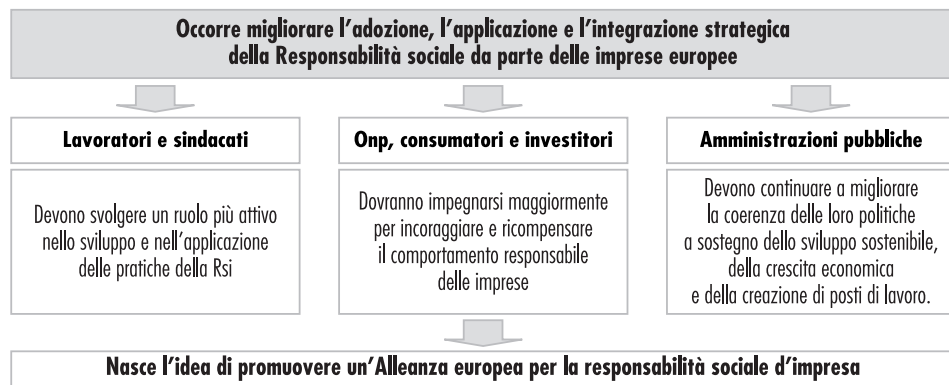 Occorre migliorare l'adozione, l'applicazione e l'integrazione strategica
della Responsabilità sociale da parte delle imprese europee
Lavoratori e sindacati
Devono svolgere un ruolo più attivo
nello sviluppo e nell'applicazione
delle pratiche della Rsi
Onp, consumatori e investitori
Dovranno impegnarsi maggiormente
per incoraggiare e ricompensare
il comportamento responsabile
delle imprese
Amministrazioni pubbliche
Devono continuare a migliorare
la coerenza delle loro politiche
a sostegno dello sviluppo sostenibile,
della crescita economica
e della creazione di posti di lavoro.
Nasce l'idea di promuovere un'Alleanza europea per la responsabilità sociale d'impresa